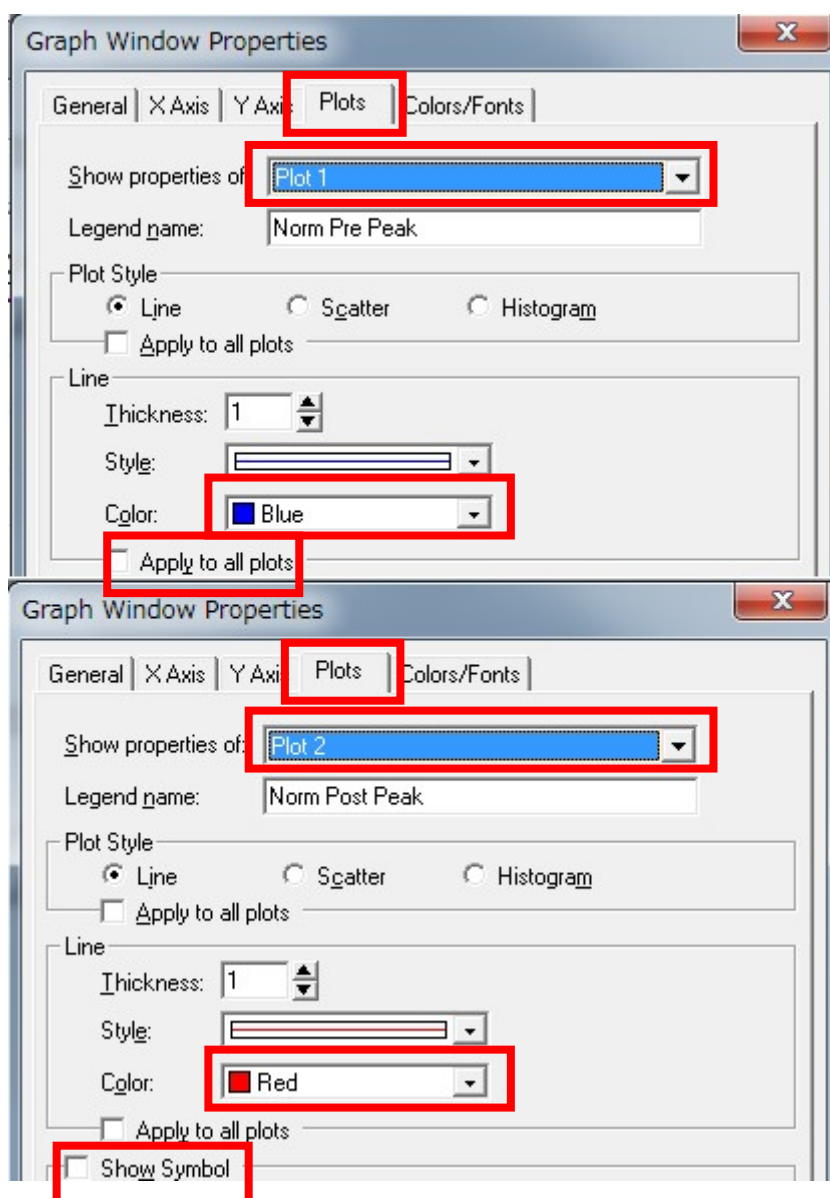 Graph Window Properties
General X Axis Y Axis Plots Colors/Fonts
Show properties of Plot 1
Legend name: Norm Pre Peak
Plot Style
Line Scatter Histogram
Apply to all plots
Line
Thickness: 1
Style:
Color: Blue
Apply to all plots
Graph Window Properties
General X Axis Y Axis Plots Colors/Fonts
Show properties of: Plot 2
Legend name: Norm Post Peak
Plot Style
Line Scatter Histogram
Apply to all plots
Line
Thickness: 1
Style:
Color: Red
Apply to all plots
Show Symbol